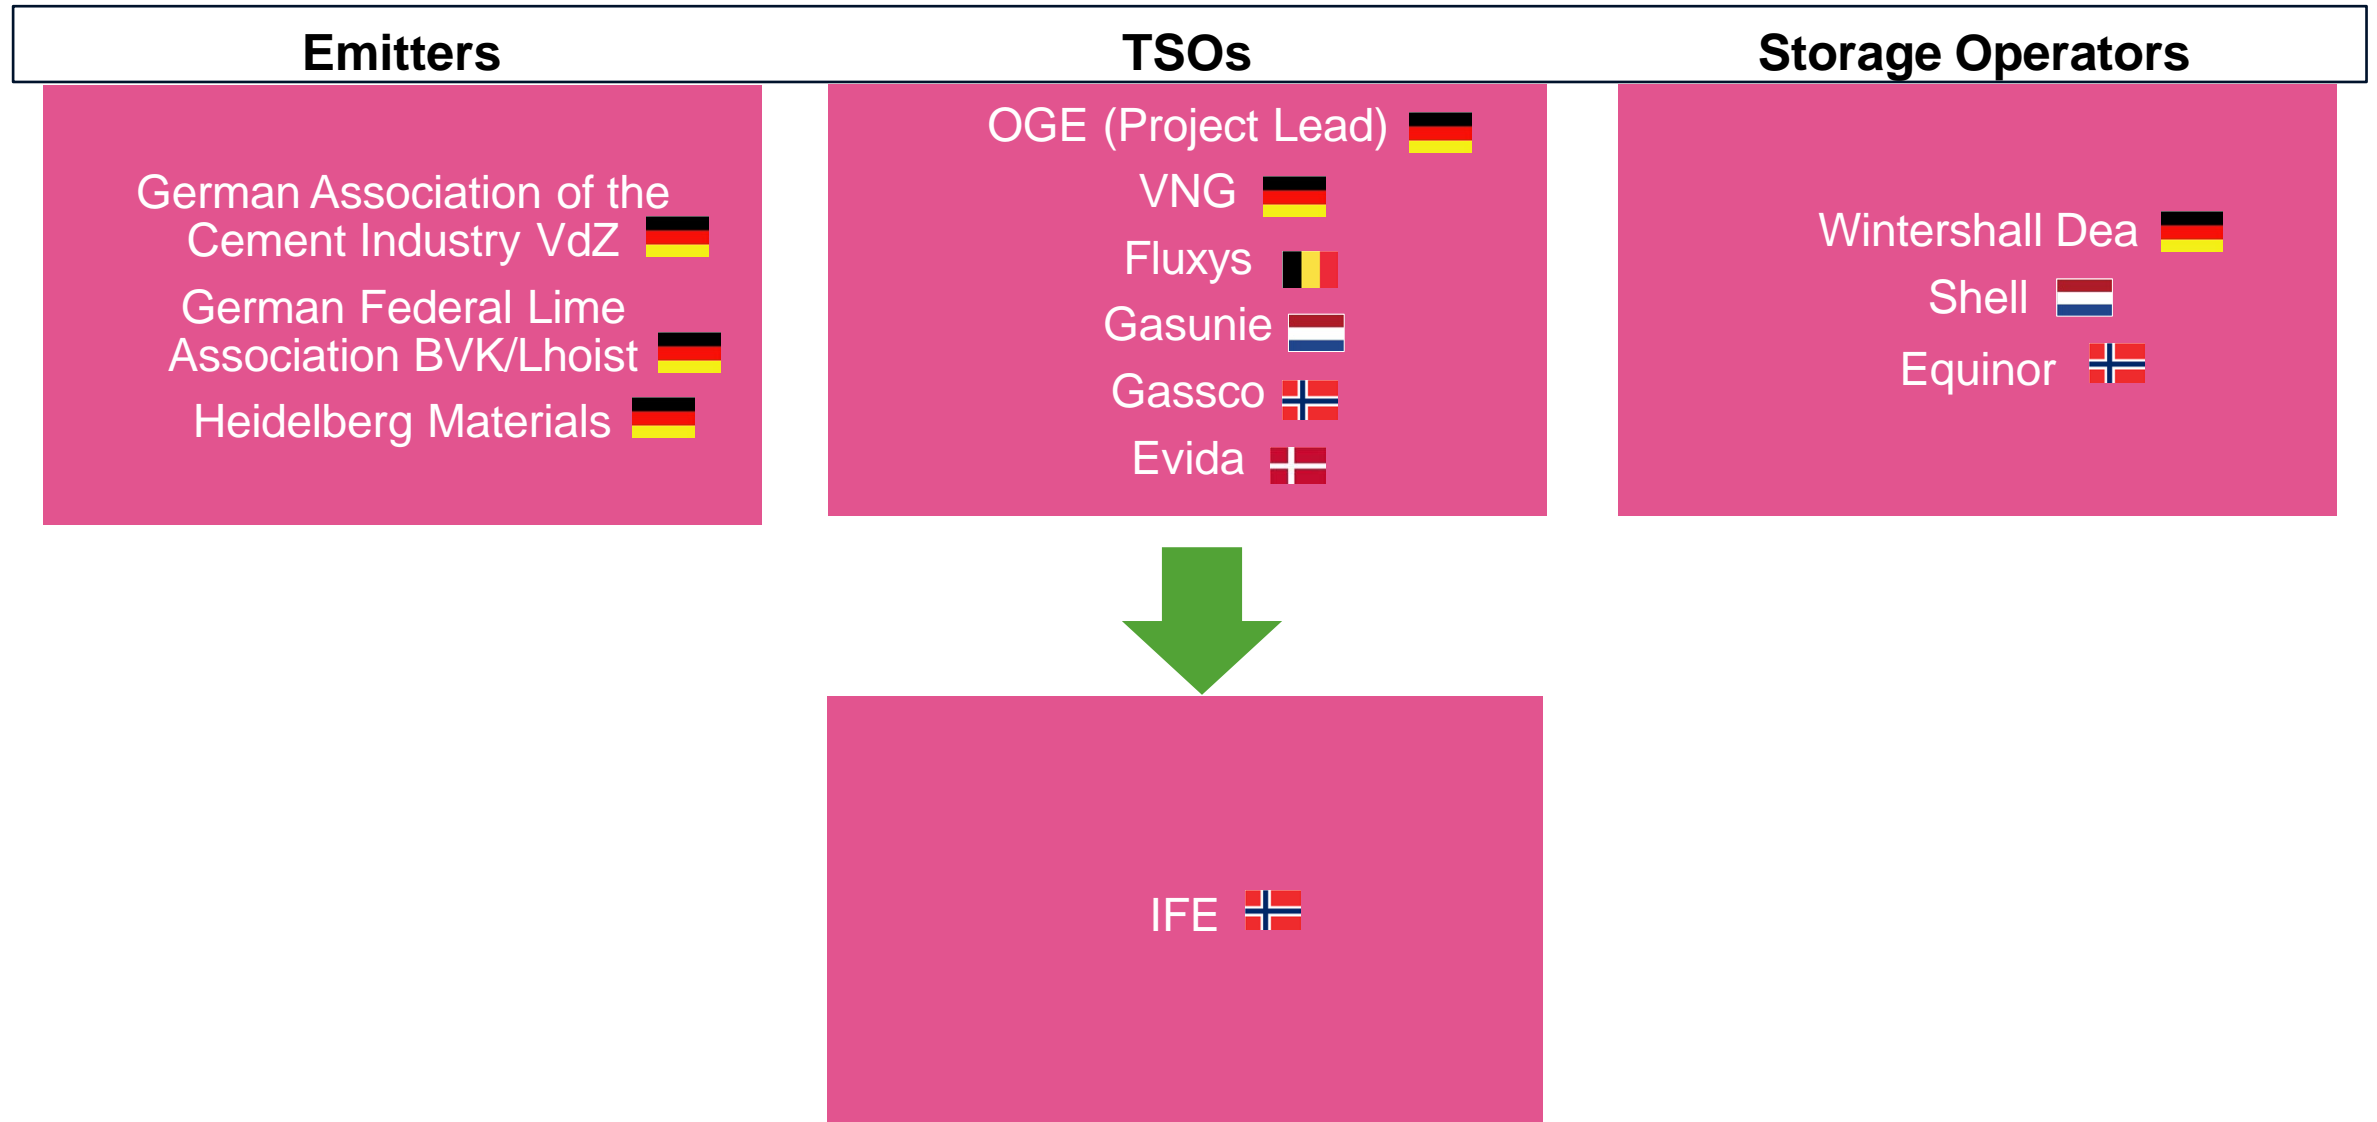 Emitters
TSOs
Storage Operators
German Association of the
Cement Industry VdZ
German Federal Lime
Association BVK/Lhoist
Heidelberg Materials
OGE (Project Lead)
VNG
Fluxys
Gasunie
Gassco
Evida
Wintershall Dea
Shell
Equinor
IFE